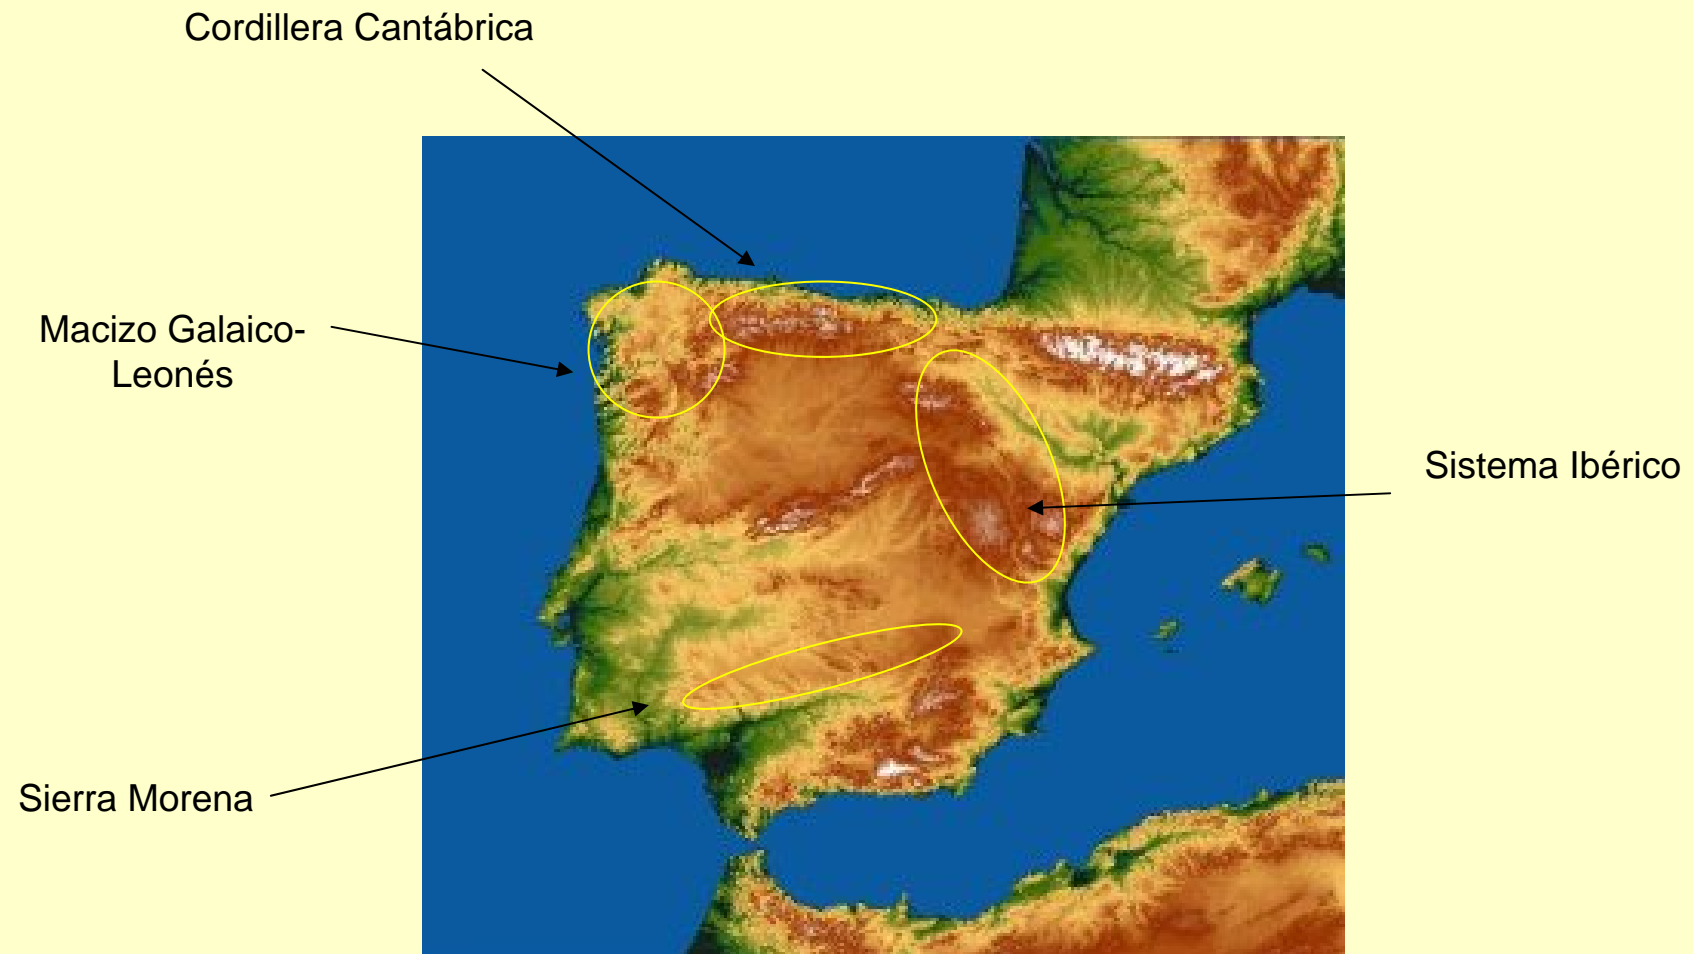 Cordillera Cantábrica
Macizo Galaico-
Leonés
Sistema Ibérico
Sierra Morena